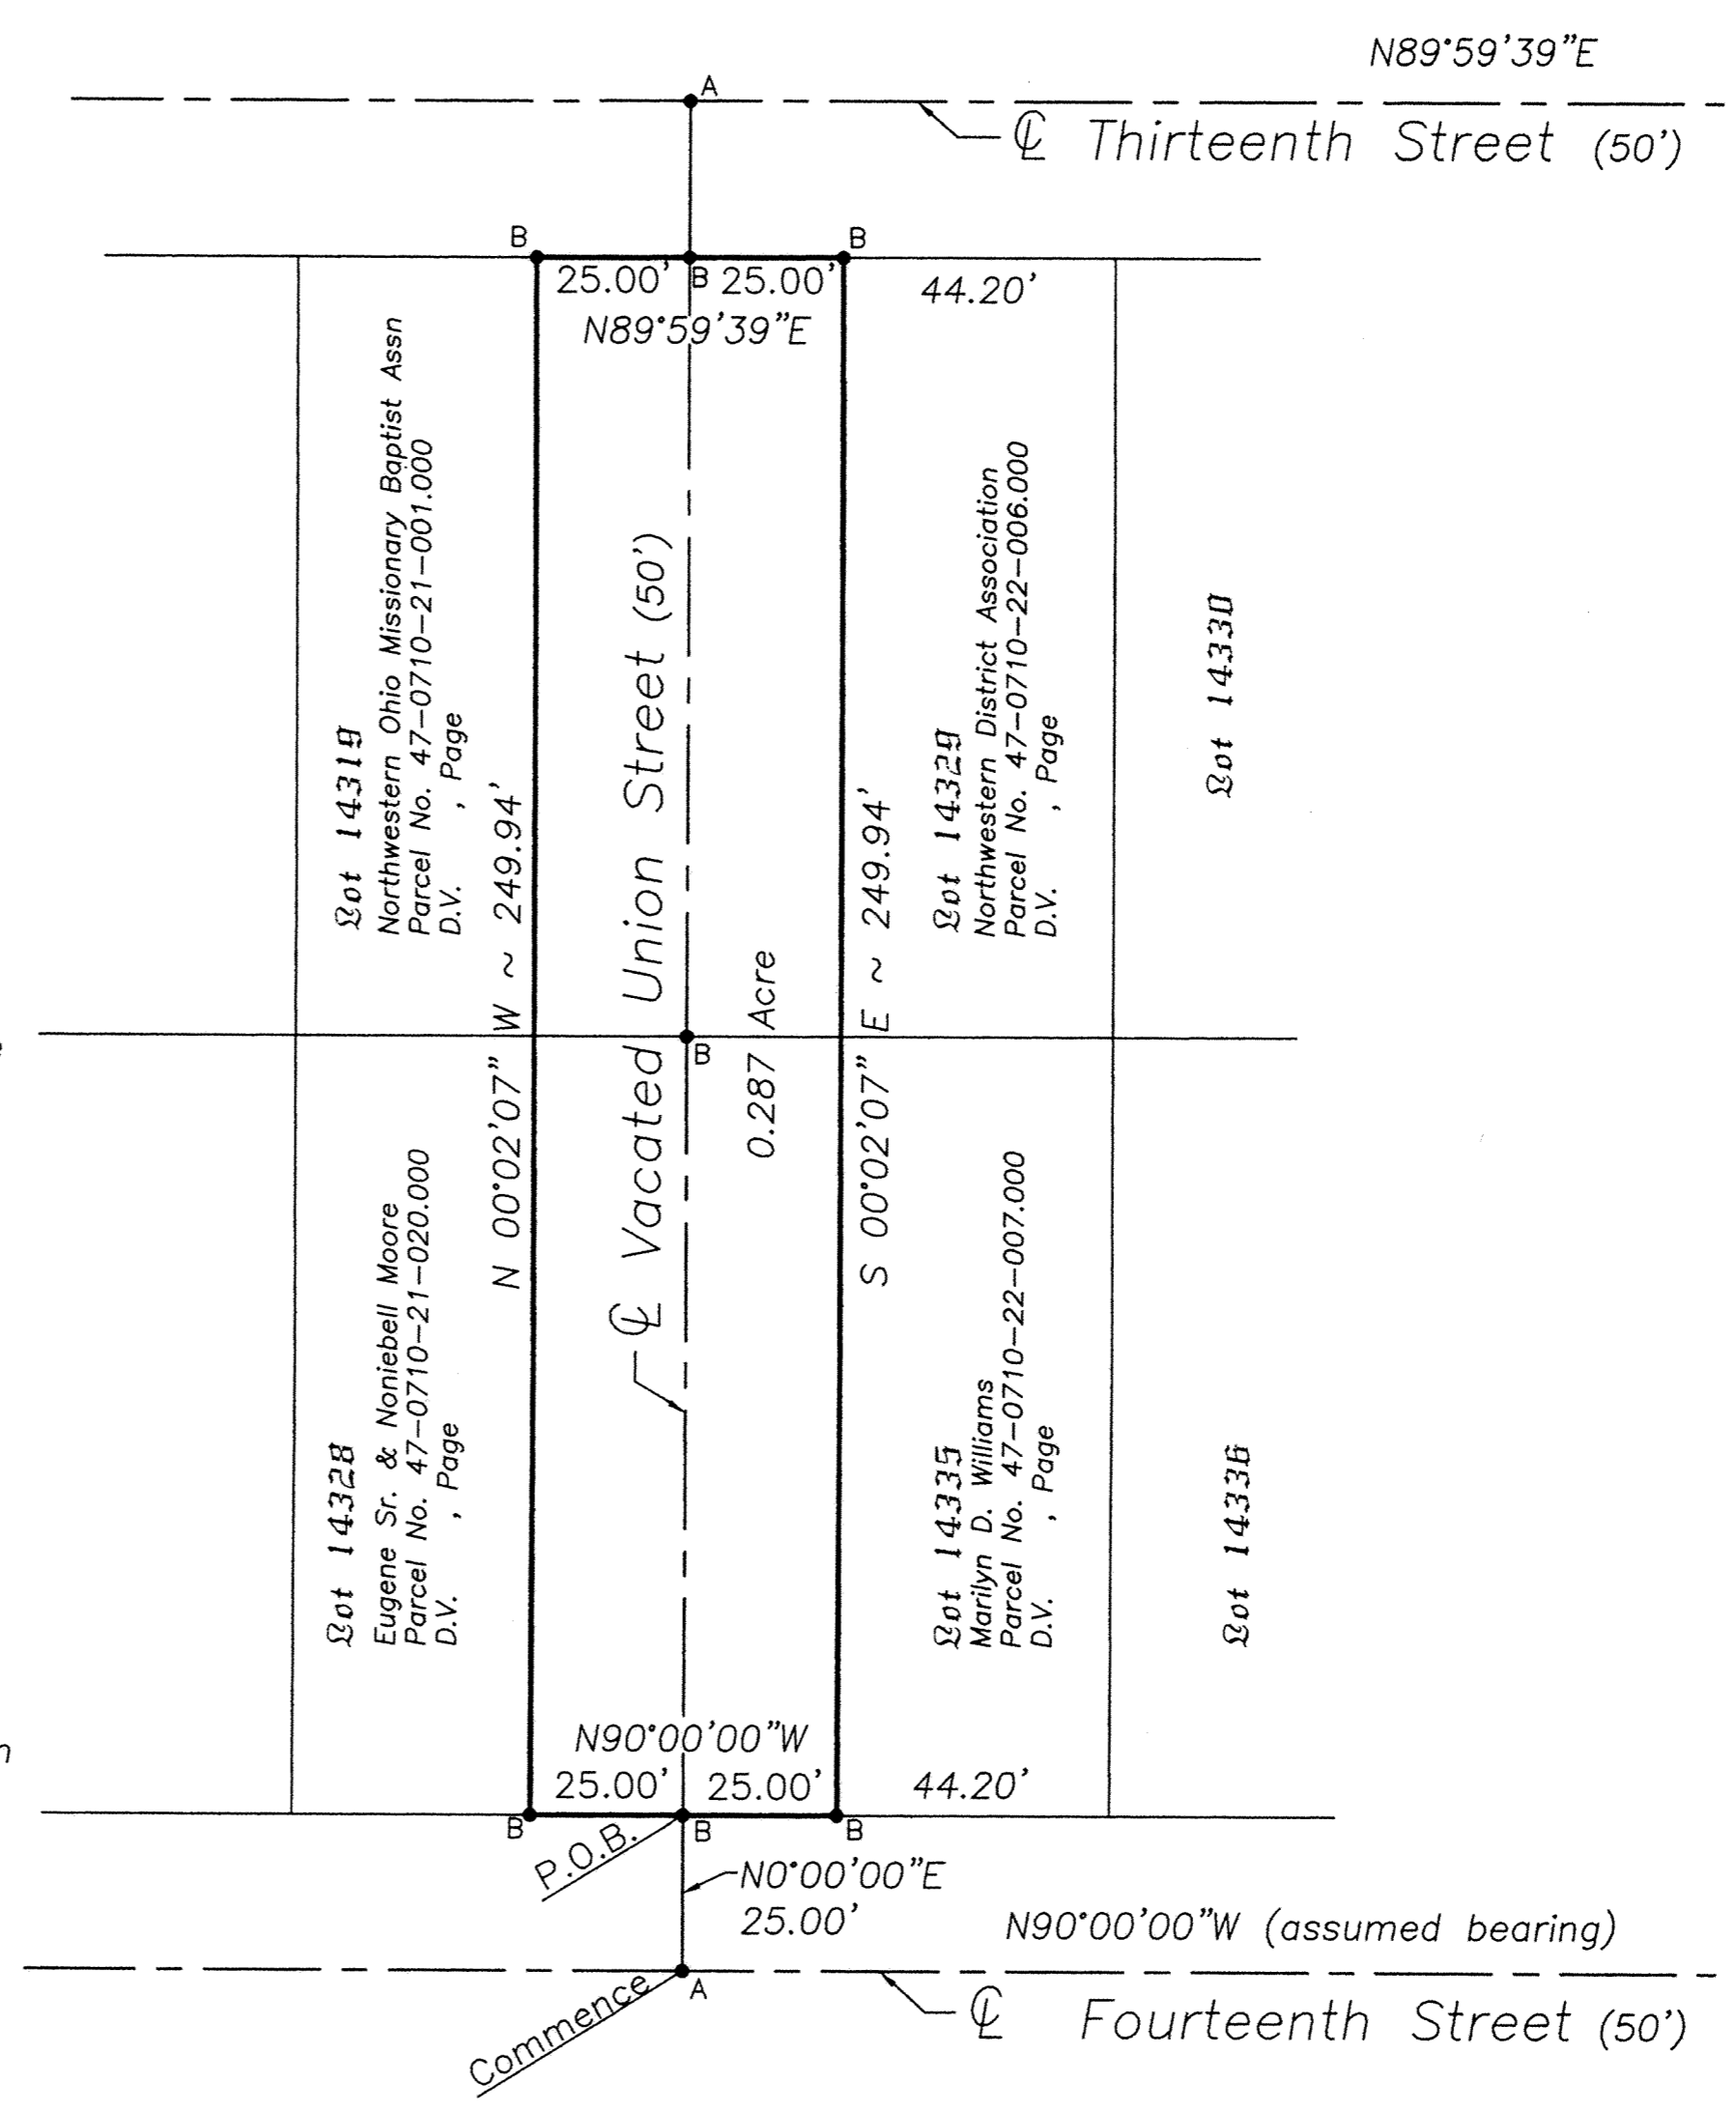 N89°59'39"E
A
℄ Thirteenth Street (50')
B
B
25.00'
B
25.00'
44.20'
N89°59'39"E
Lot 14319
Northwestern Ohio Missionary Baptist Assn
Parcel No. 47-0710-21-001.000
D.V. , Page
N 00°02'07" W ~ 249.94'
℄ Vacated Union Street (50')
B
0.287 Acre
S 00°02'07" E ~ 249.94'
Lot 14329
Northwestern District Association
Parcel No. 47-0710-22-006.000
D.V. , Page
Lot 14330
Lot 14328
Eugene Sr. & Noniebell Moore
Parcel No. 47-0710-21-020.000
D.V. , Page
Lot 14335
Marilyn D. Williams
Parcel No. 47-0710-22-007.000
D.V. , Page
Lot 14336
N90°00'00"W
25.00'
25.00'
44.20'
B
B
B
P.O.B.
N0°00'00"E
25.00'
N90°00'00"W (assumed bearing)
A
Commence
℄ Fourteenth Street (50')